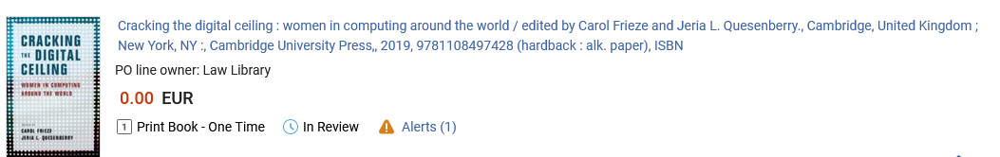 CRACKING
THE DIGITAL
CEILING
WOMEN IN COMPUTING
AROUND THE WORLD
EDITED BY
CAROL FRIEZE
JERIA L. QUESENBERRY
Cracking the digital ceiling : women in computing around the world / edited by Carol Frieze and Jeria L. Quesenberry., Cambridge, United Kingdom ;
New York, NY :, Cambridge University Press,, 2019, 9781108497428 (hardback : alk. paper), ISBN
PO line owner: Law Library
0.00 EUR
1 Print Book - One Time In Review Alerts (1)